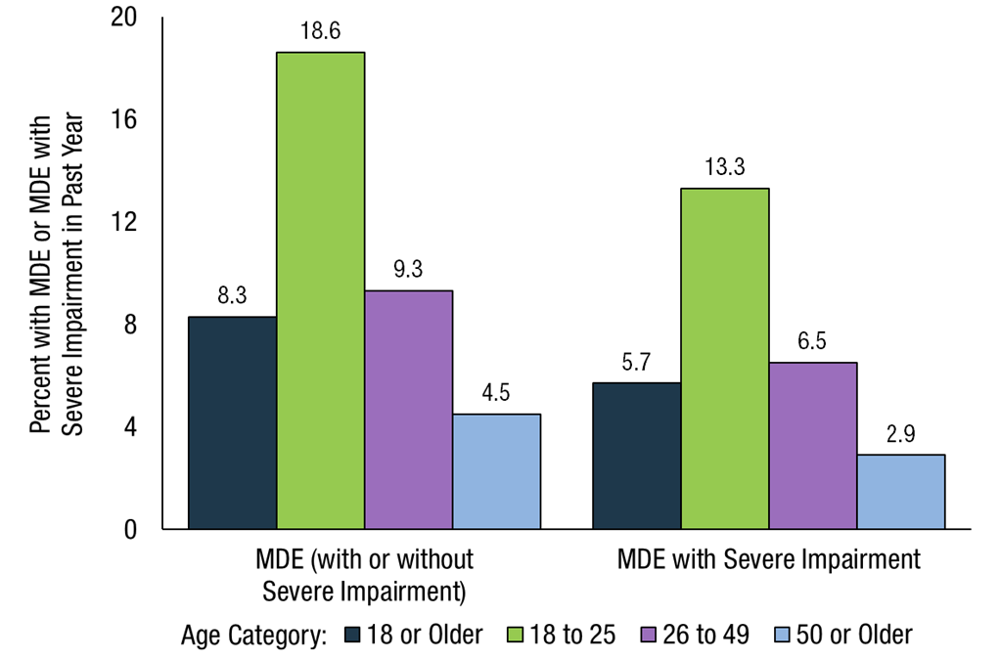 Percent with MDE or MDE with
Severe Impairment in Past Year
20
16
12
8
4
0
18.6
8.3
9.3
4.5
13.3
5.7
6.5
2.9
MDE (with or without
Severe Impairment)
MDE with Severe Impairment
Age Category: 18 or Older 18 to 25 26 to 49 50 or Older